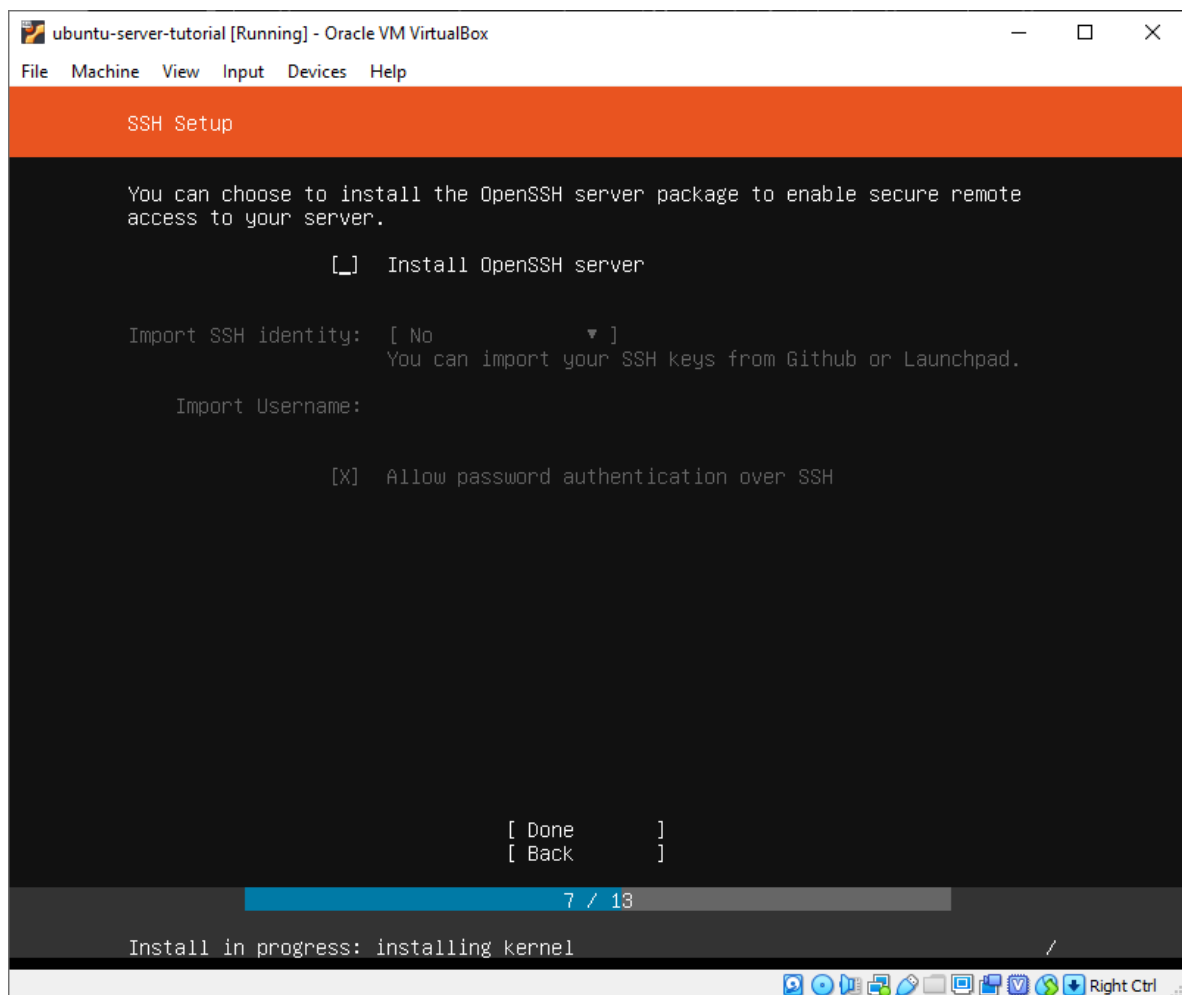 ubuntu-server-tutorial [Running] - Oracle VM VirtualBox
File Machine View Input Devices Help
SSH Setup
You can choose to install the OpenSSH server package to enable secure remote
access to your server.
[_] Install OpenSSH server
Import SSH identity: [ No ▾ ]
You can import your SSH keys from Github or Launchpad.
Import Username:
[X] Allow password authentication over SSH
[ Done ]
[ Back ]
7 / 13
Install in progress: installing kernel /
Right Ctrl